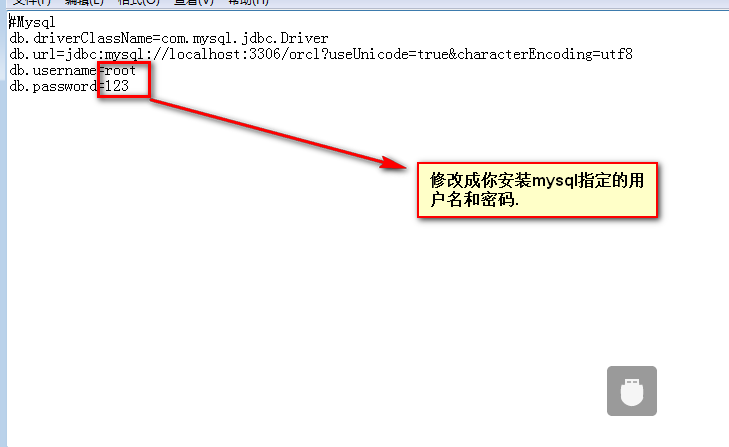 文件(F) 编辑(E) 格式(O) 查看(V) 帮助(H)
#Mysql
db.driverClassName=com.mysql.jdbc.Driver
db.url=jdbc:mysql://localhost:3306/orcl?useUnicode=true&characterEncoding=utf8
db.username=root
db.password=123
修改成你安装mysql指定的用
户名和密码.